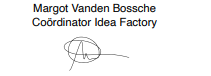 Margot Vanden Bossche
Coördinator Idea Factory